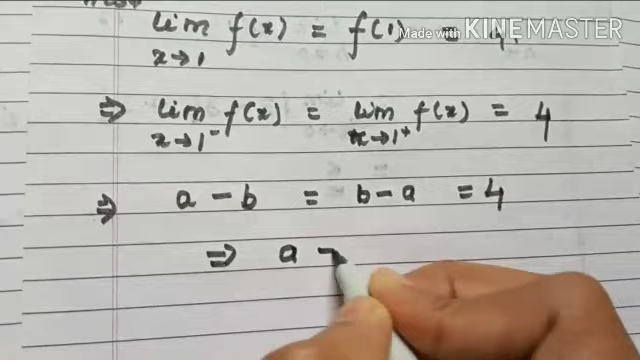 Made with KINEMASTER
lim f(x) = f(1) = 4.
x→1
⇒ lim f(x) = lim f(x) = 4
x→1⁻ x→1⁺
⇒ a - b = b - a = 4
⇒ a -